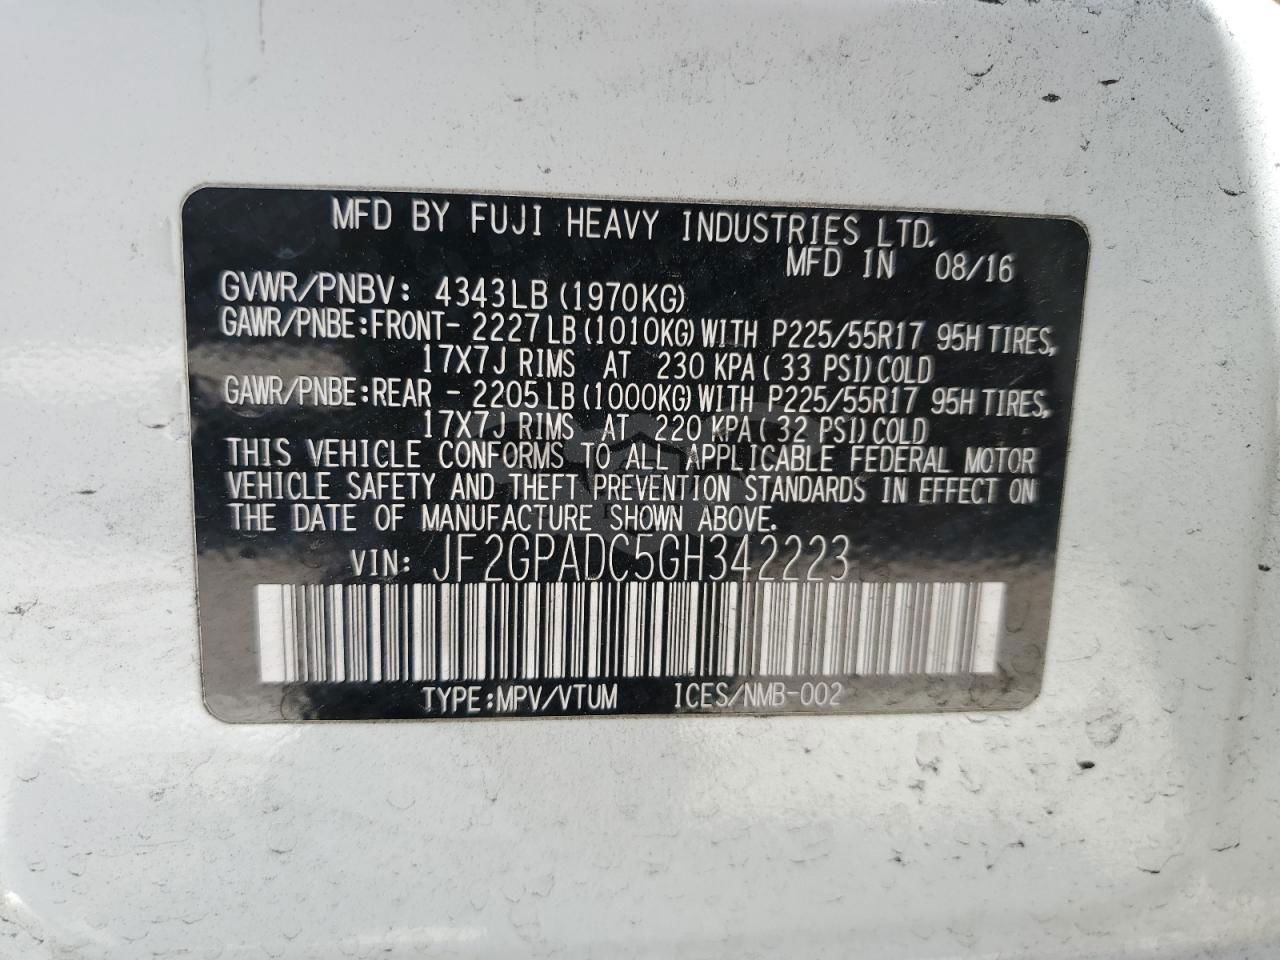 MFD BY FUJI HEAVY INDUSTRIES LTD.
MFD IN 08/16
GVWR/PNBV: 4343LB (1970KG)
GAWR/PNBE:FRONT- 2227 LB (1010KG) WITH P225/55R17 95H TIRES,
17X7J RIMS AT 230 KPA ( 33 PSI) COLD
GAWR/PNBE:REAR - 2205 LB (1000KG) WITH P225/55R17 95H TIRES,
17X7J RIMS AT 220 KPA ( 32 PSI) COLD
THIS VEHICLE CONFORMS TO ALL APPLICABLE FEDERAL MOTOR
VEHICLE SAFETY AND THEFT PREVENTION STANDARDS IN EFFECT ON
THE DATE OF MANUFACTURE SHOWN ABOVE.
VIN: JF2GPADC5GH342223
TYPE:MPV/VTUM ICES/NMB-002